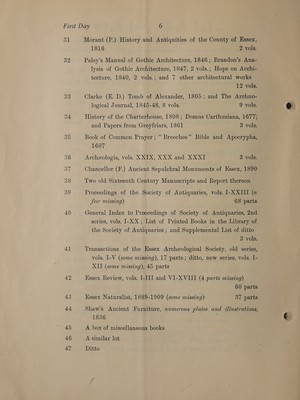 First Day 6
31 Morant (P.) History and Antiquities of the County of Essex,
1816 2 vols.
32 Paley's Manual of Gothic Architecture, 1846; Brandon's Ana-
lysis of Gothic Architecture, 1847, 2 vols.; Hope on Archi-
tecture, 1840, 2 vols.; and 7 other architectural works
12 vols.
33 Clarke (E. D.) Tomb of Alexander, 1805; and The Archæo-
logical Journal, 1845-48, 8 vols. 9 vols.
34 History of the Charterhouse, 1808; Domus Carthusiana, 1677;
and Papers from Greyfriars, 1861 3 vols.
35 Book of Common Prayer; "Breeches" Bible and Apocrypha,
1607
36 Archæologia, vols. XXIX, XXX and XXXI 3 vols.
37 Chancellor (F.) Ancient Sepulchral Monuments of Essex, 1890
38 Two old Sixteenth Century Manuscripts and Report thereon
39 Proceedings of the Society of Antiquaries, vols. I-XXIII (a
few missing) 68 parts
40 General Index to Proceedings of Society of Antiquaries, 2nd
series, vols. I-XX; List of Printed Books in the Library of
the Society of Antiquaries; and Supplemental List of ditto
3 vols.
41 Transactions of the Essex Archæological Society, old series,
vols. I-V (some missing), 17 parts; ditto, new series, vols. I-
XII (some missing), 45 parts
42 Essex Review, vols. I-III and VI-XVIII (4 parts missing)
60 parts
43 Essex Naturalist, 1889-1909 (some missing) 37 parts
44 Shaw's Ancient Furniture, numerous plates and illustrations,
1836
45 A box of miscellaneous books
46 A similar lot
47 Ditto